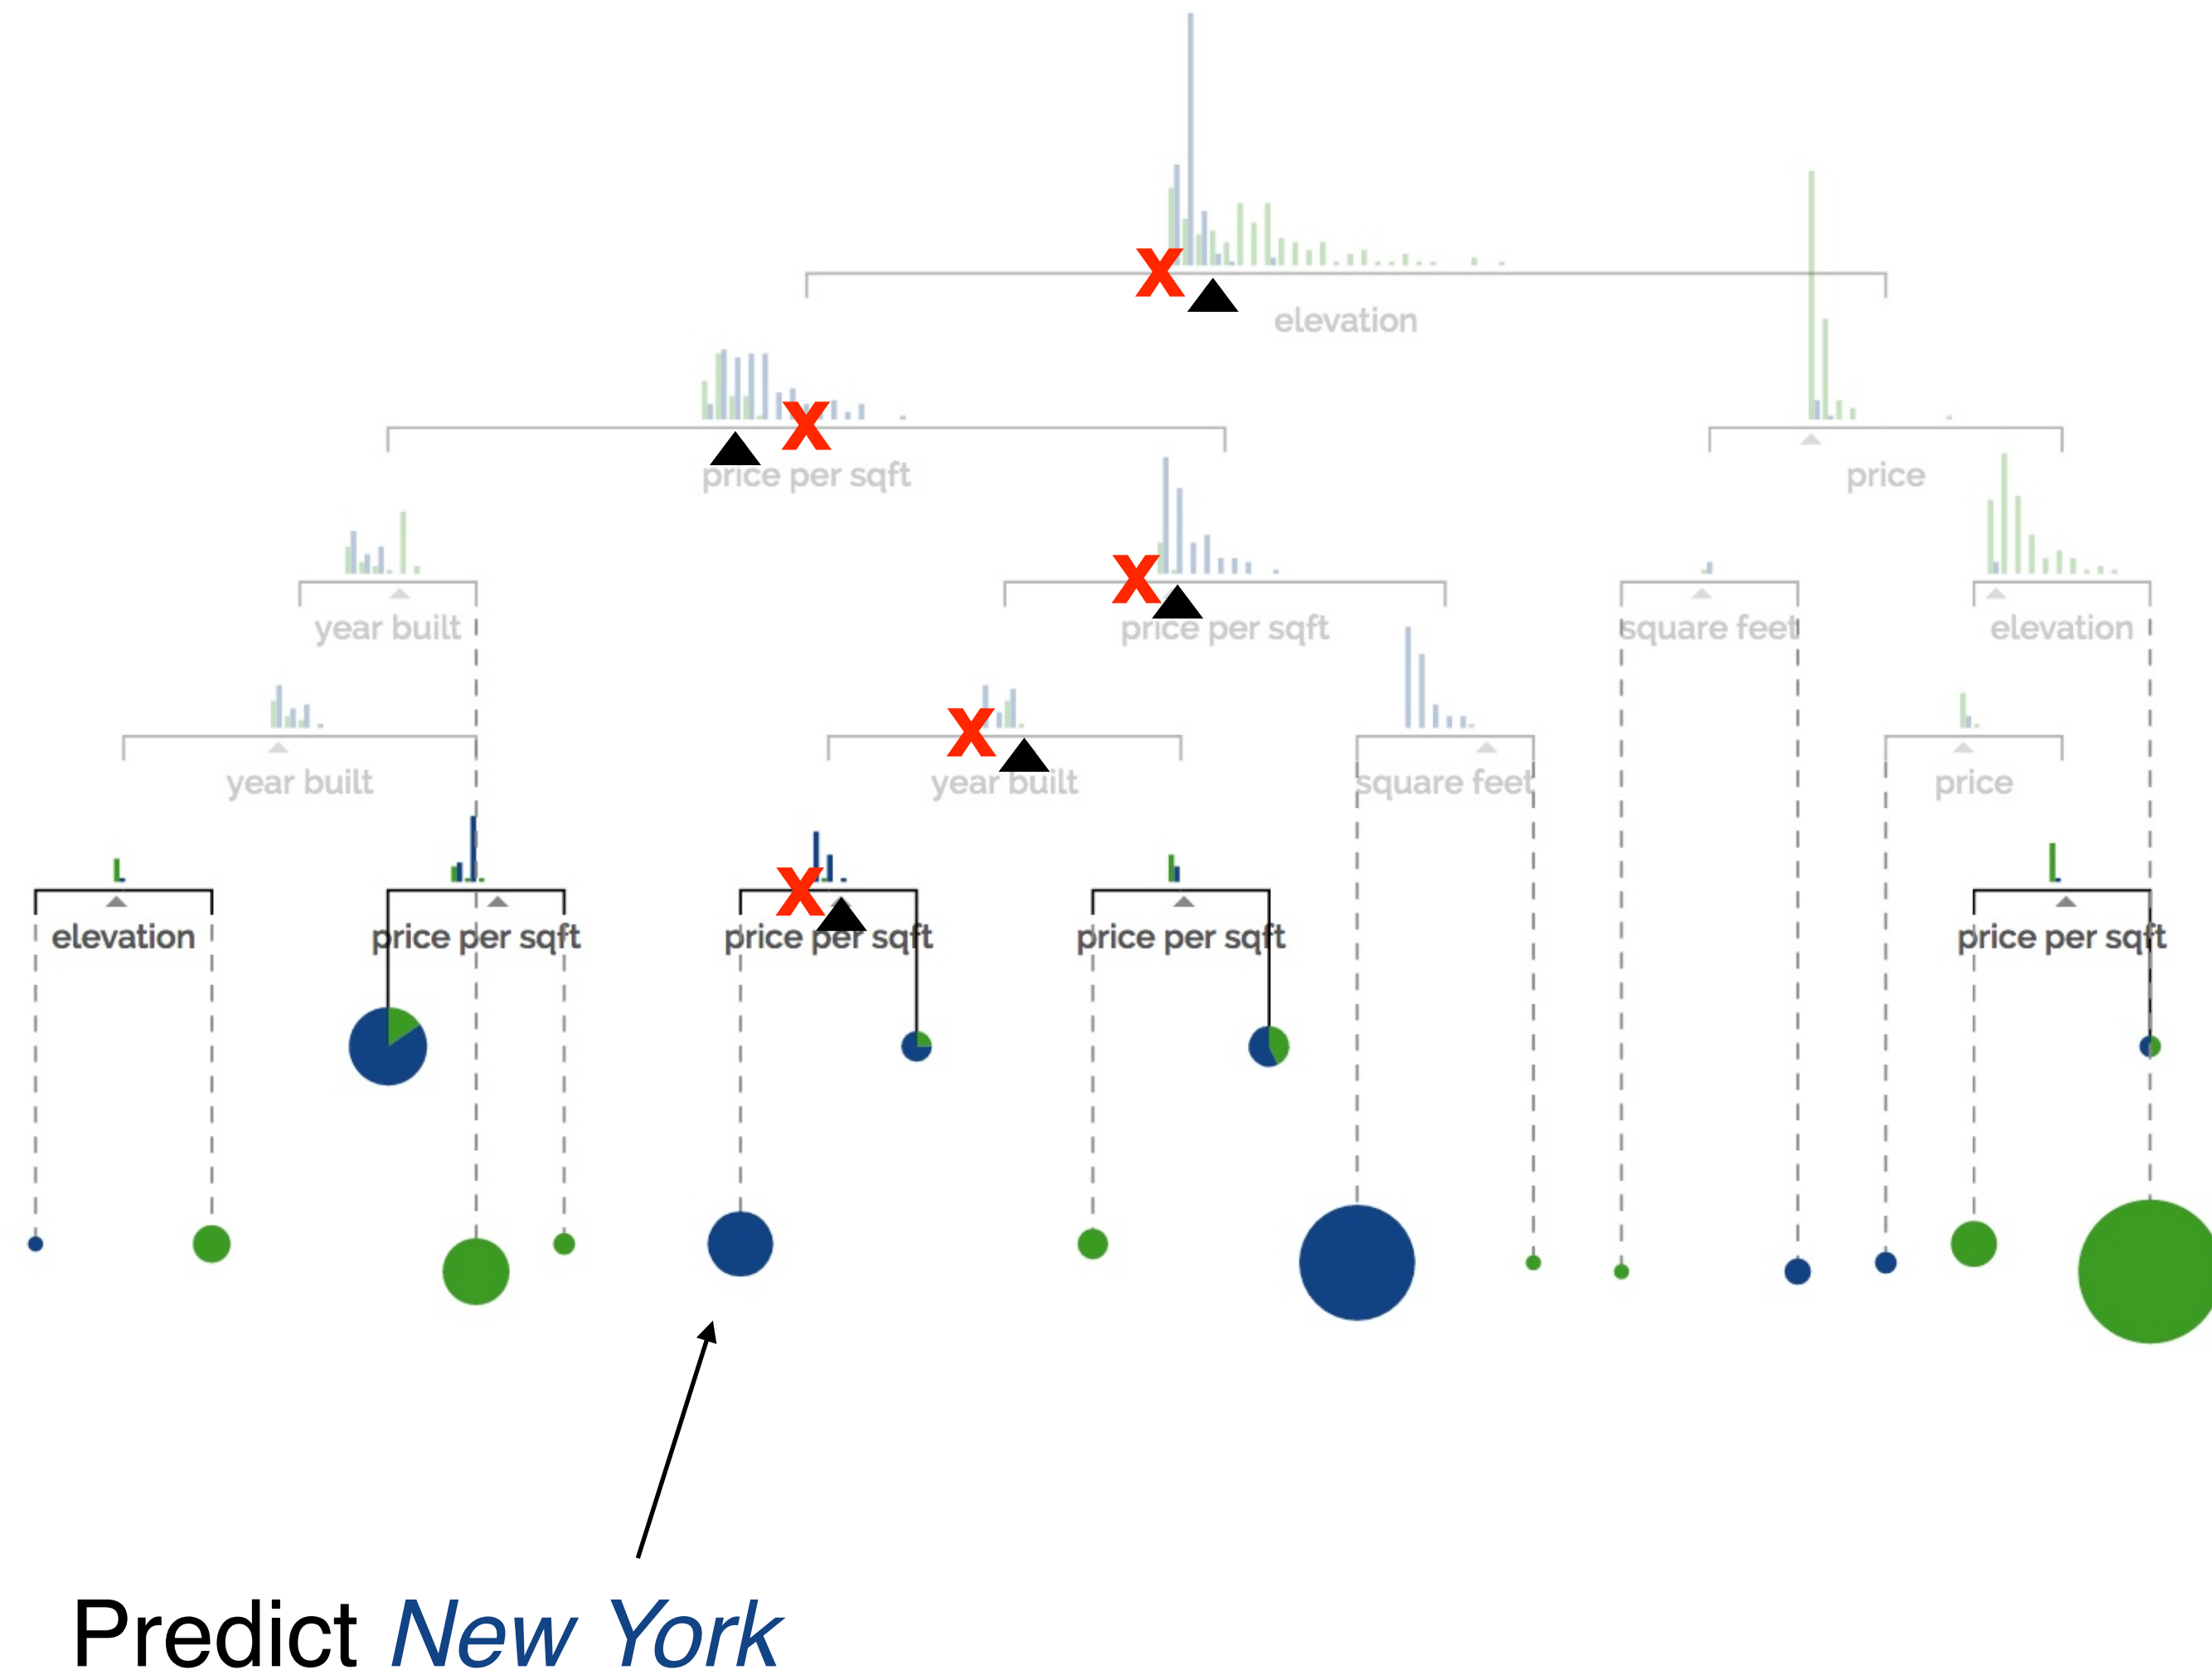 X
elevation
X
price per sqft
price
X
year built
price per sqft
square feet
elevation
X
year built
year built
square feet
price
X
elevation
price per sqft
price per sqft
price per sqft
price per sqft
Predict New York